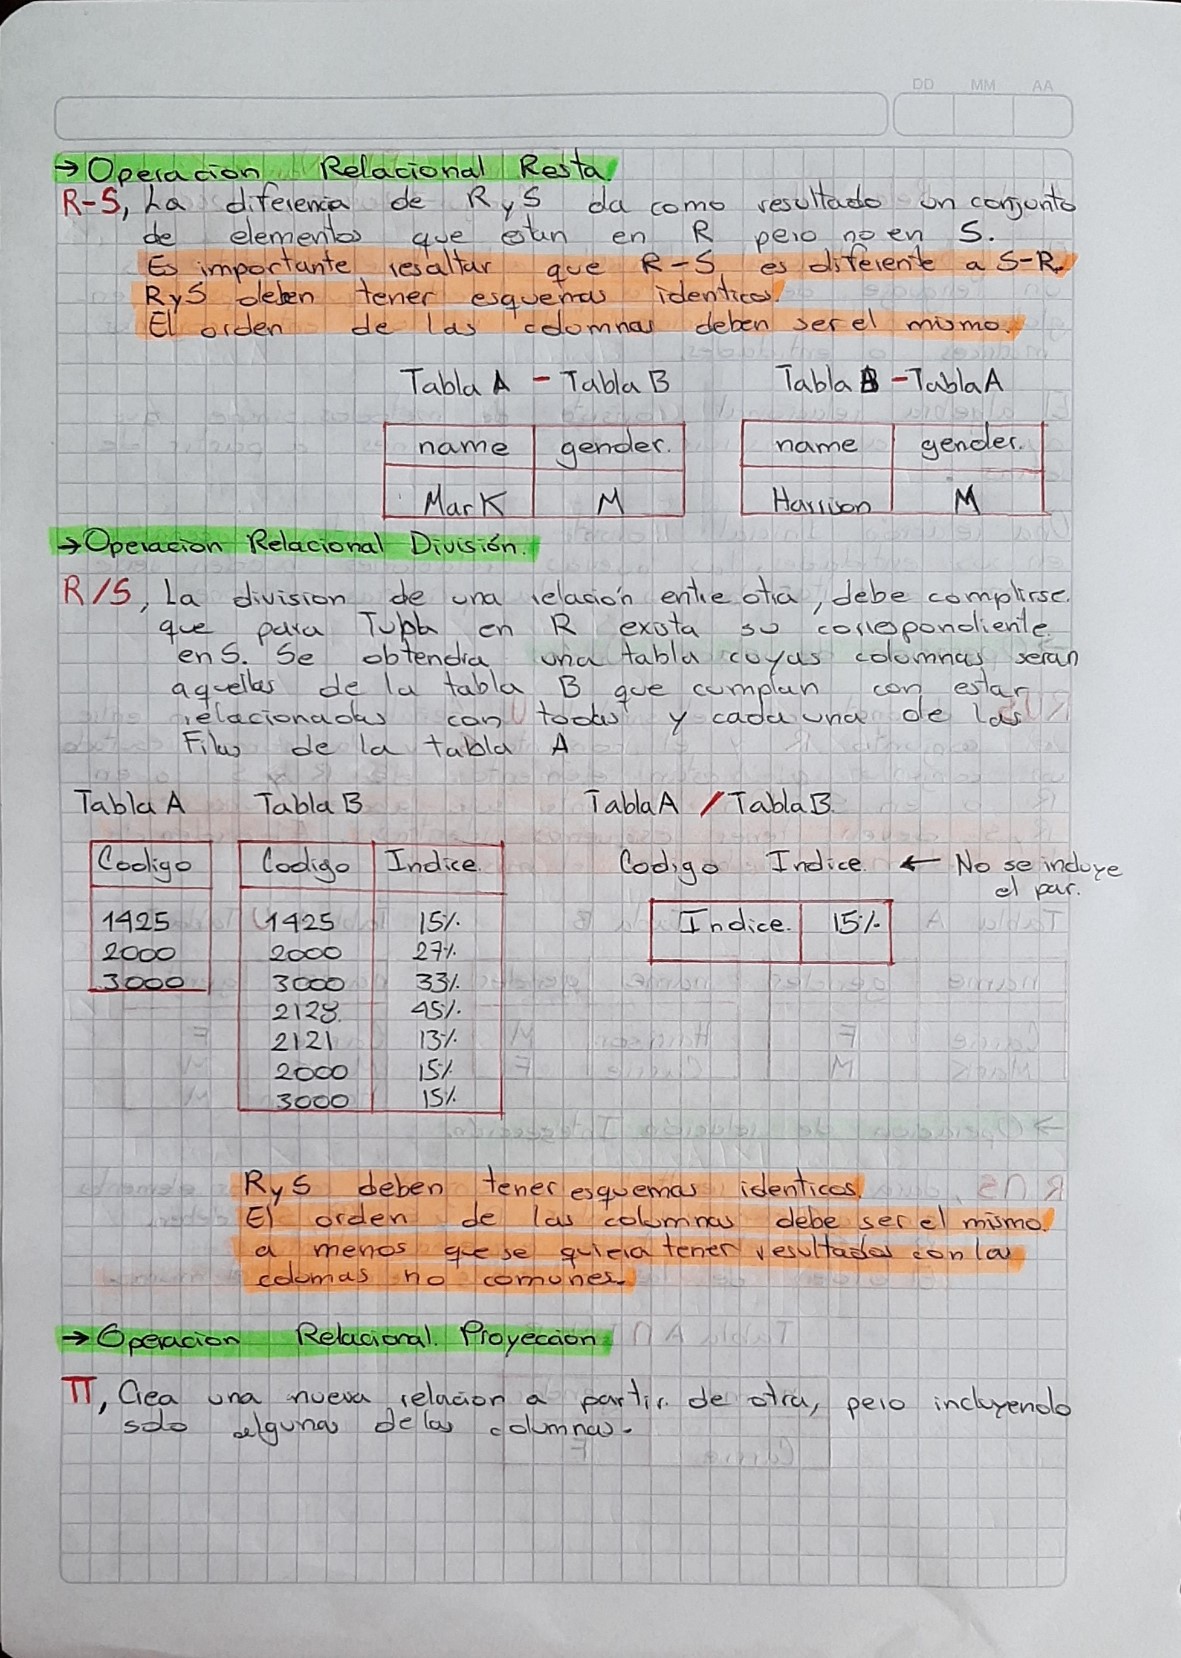 DD MM AA
→ Operacion Relacional Resta.
R-S, La diferencia de R y S da como resultado un conjunto
de elementos que estan en R pero no en S.
Es importante resaltar que R-S es diferente a S-R.
R y S deben tener esquemas identicos.
El orden de las columnas deben ser el mismo.
Tabla A - Tabla B Tabla B - Tabla A
name gender. name gender.
Mark M Harrison M
→ Operacion Relacional División.
R/S, La division de una relación entre otra, debe complirse.
que para Tupla en R exista su correspondiente
en S. Se obtendra una tabla cuyas columnas seran
aquellas de la tabla B que cumplan con estar
relacionados con todas y cada una de las
Filas de la tabla A
Tabla A Tabla B Tabla A / Tabla B
Codigo Codigo Indice. Codigo Indice. ← No se incluye
el par.
1425 1425 15% Indice. 15%
2000 2000 27%
3000 3000 33%
2128. 45%
2121 13%
2000 15%
3000 15%
R y S deben tener esquemas identicos.
El orden de las columnas debe ser el mismo.
a menos que se quiera tener resultados con las
colomas no comunes.
→ Operacion Relacional. Proyección
π, Crea una nueva relacion a partir de otra, pero incluyendo
solo algunas de las columnas.